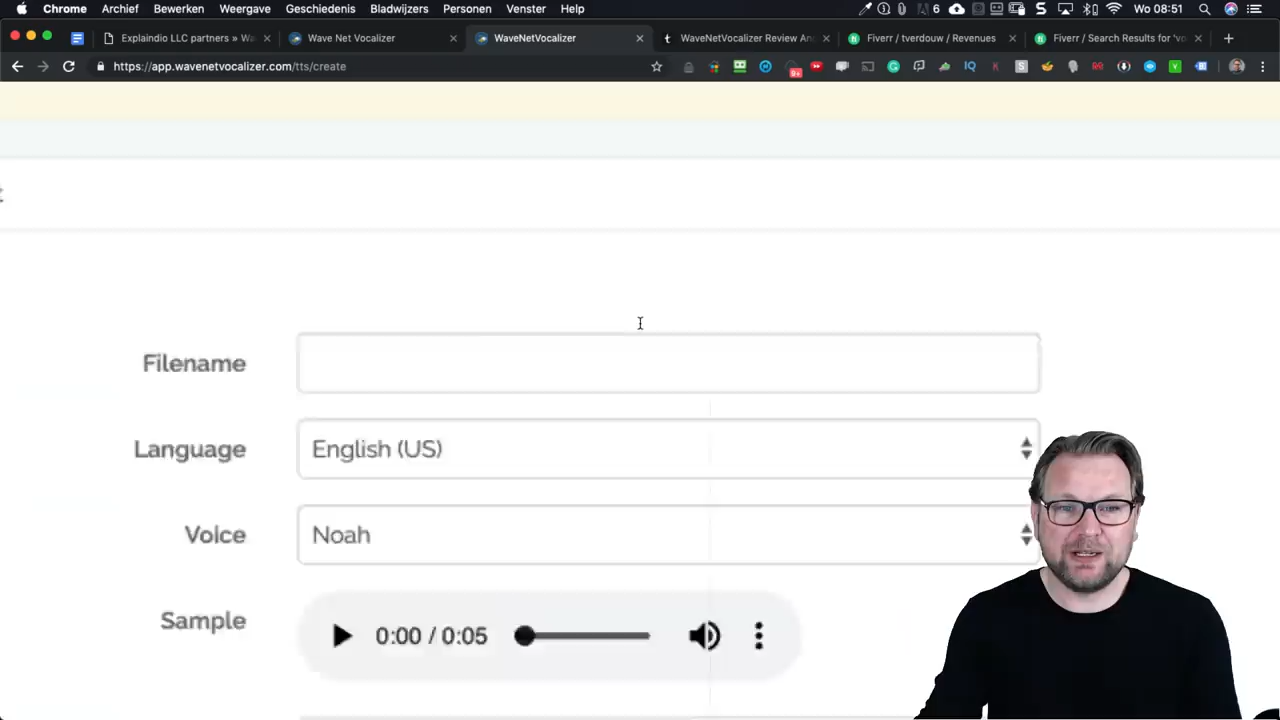 Chrome Archief Bewerken Weergave Geschiedenis Bladwijzers Personen Venster Help 6 Wo 08:51
Explaindio LLC partners » Wa Wave Net Vocalizer WaveNetVocalizer WaveNetVocalizer Review An Fiverr / tverdouw / Revenues Fiverr / Search Results for 'vo
https://app.wavenetvocalizer.com/tts/create
Filename
Language English (US)
Voice Noah
Sample 0:00 / 0:05